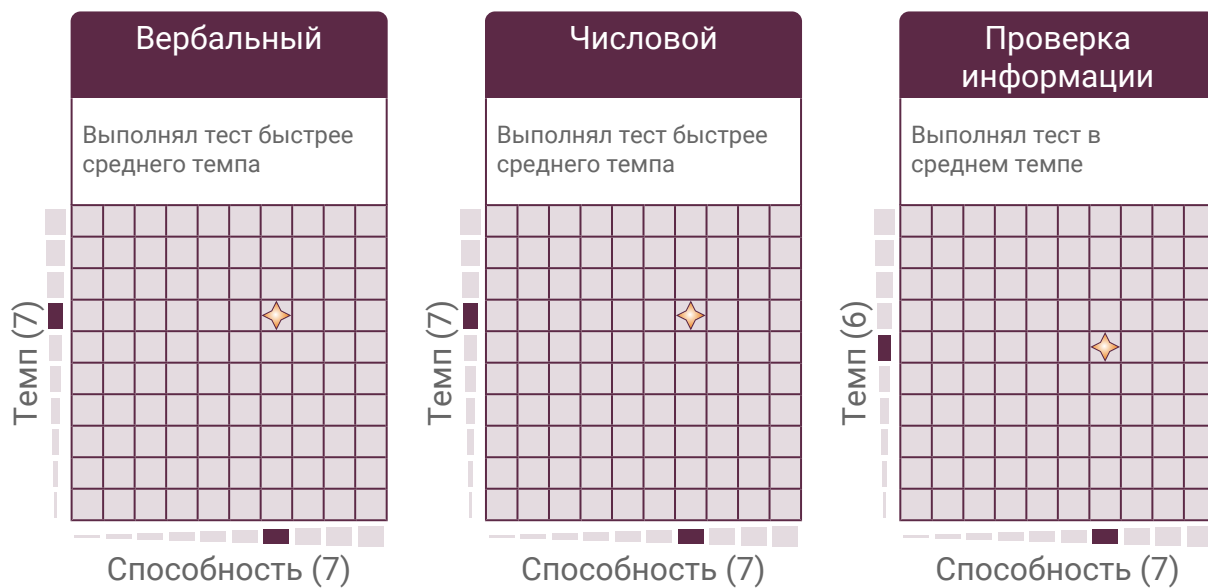 Вербальный
Выполнял тест быстрее
среднего темпа
Темп (7)
Способность (7)
Числовой
Выполнял тест быстрее
среднего темпа
Темп (7)
Способность (7)
Проверка
информации
Выполнял тест в
среднем темпе
Темп (6)
Способность (7)